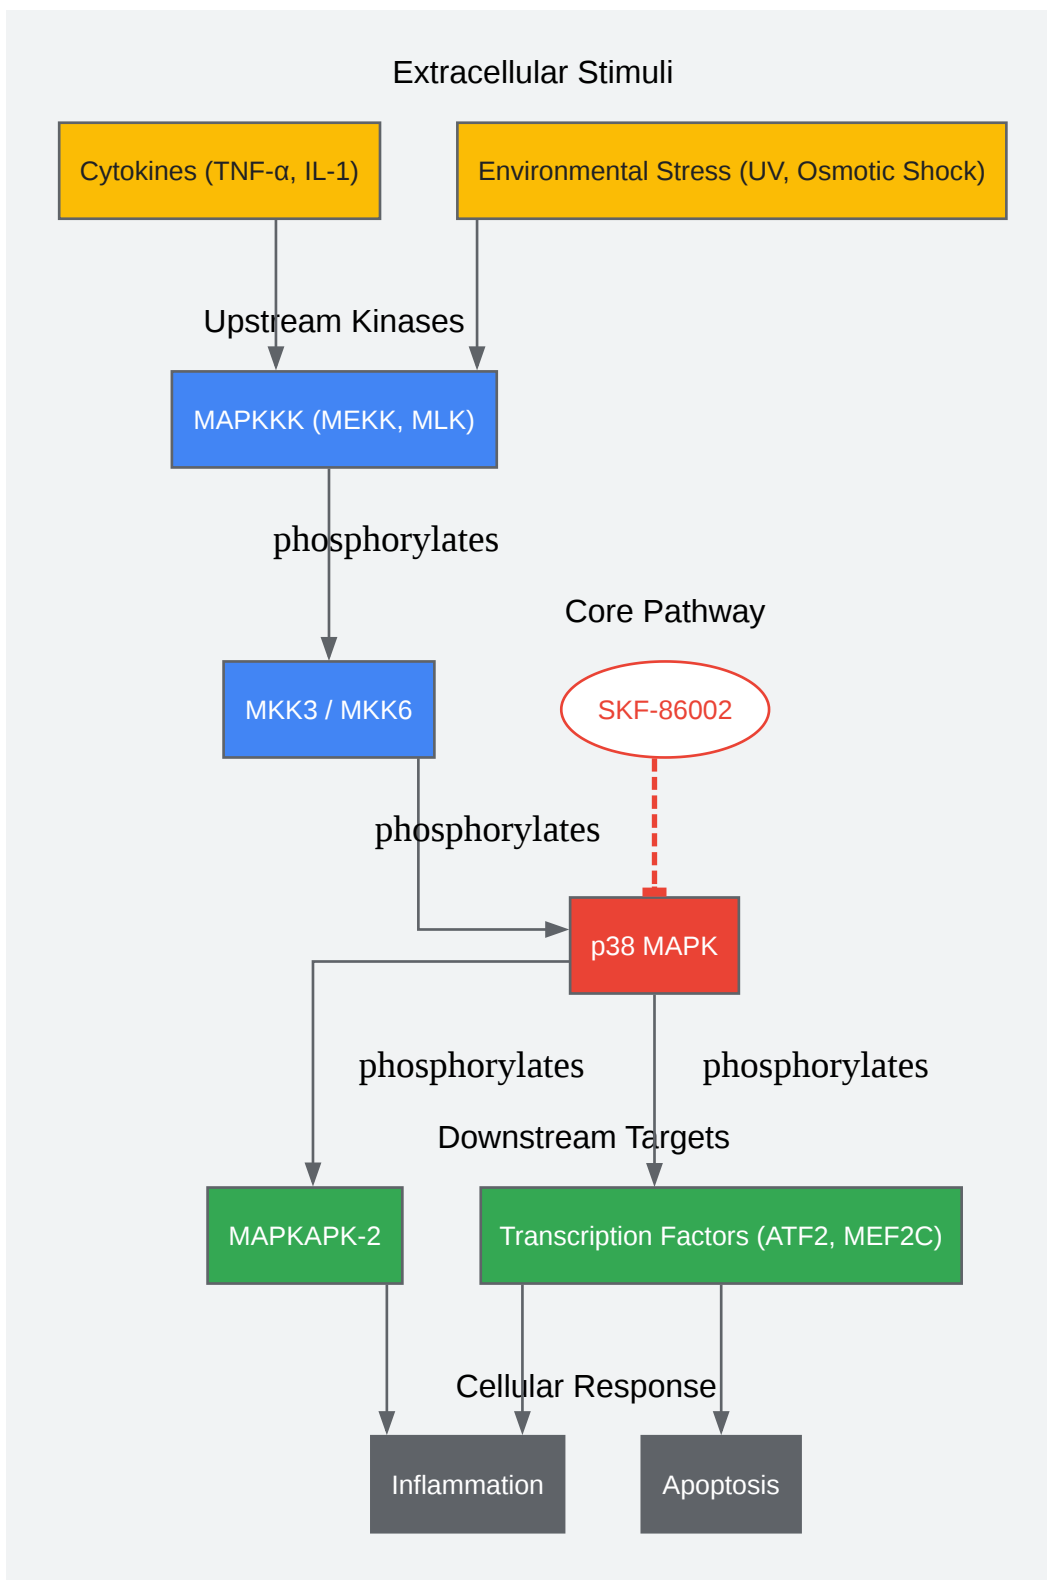 Extracellular Stimuli
Cytokines (TNF-α, IL-1)
Environmental Stress (UV, Osmotic Shock)
Upstream Kinases
MAPKKK (MEKK, MLK)
phosphorylates
Core Pathway
MKK3 / MKK6
SKF-86002
phosphorylates
p38 MAPK
phosphorylates
phosphorylates
Downstream Targets
MAPKAPK-2
Transcription Factors (ATF2, MEF2C)
Cellular Response
Inflammation
Apoptosis